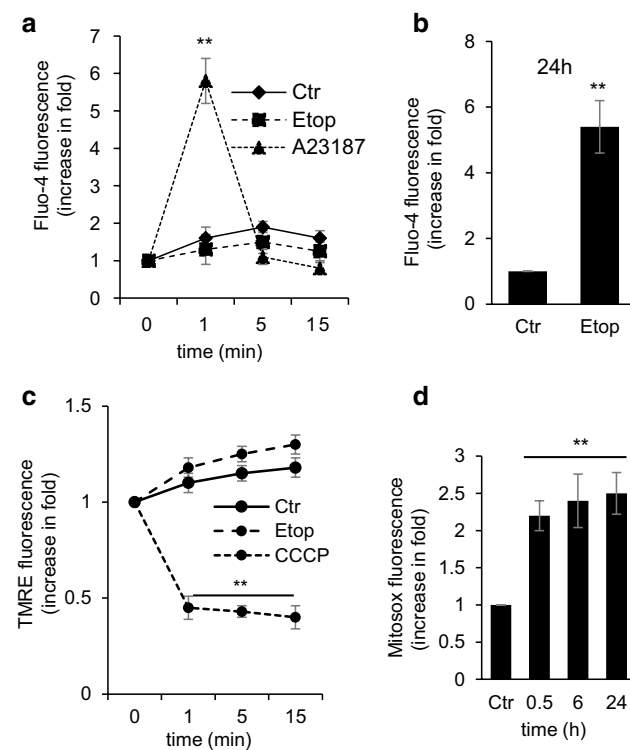 a
Fluo-4 fluorescence
(increase in fold)
7
6
5
4
3
2
1
0
**
Ctr
Etop
A23187
0 1 5 15
time (min)
b
Fluo-4 fluorescence
(increase in fold)
8
6
4
2
0
24h
**
Ctr Etop
c
TMRE fluorescence
(increase in fold)
1.5
1
0.5
0
Ctr
Etop
CCCP
**
0 1 5 15
time (min)
d
Mitosox fluorescence
(increase in fold)
3
2.5
2
1.5
1
0.5
0
**
Ctr 0.5 6 24
time (h)